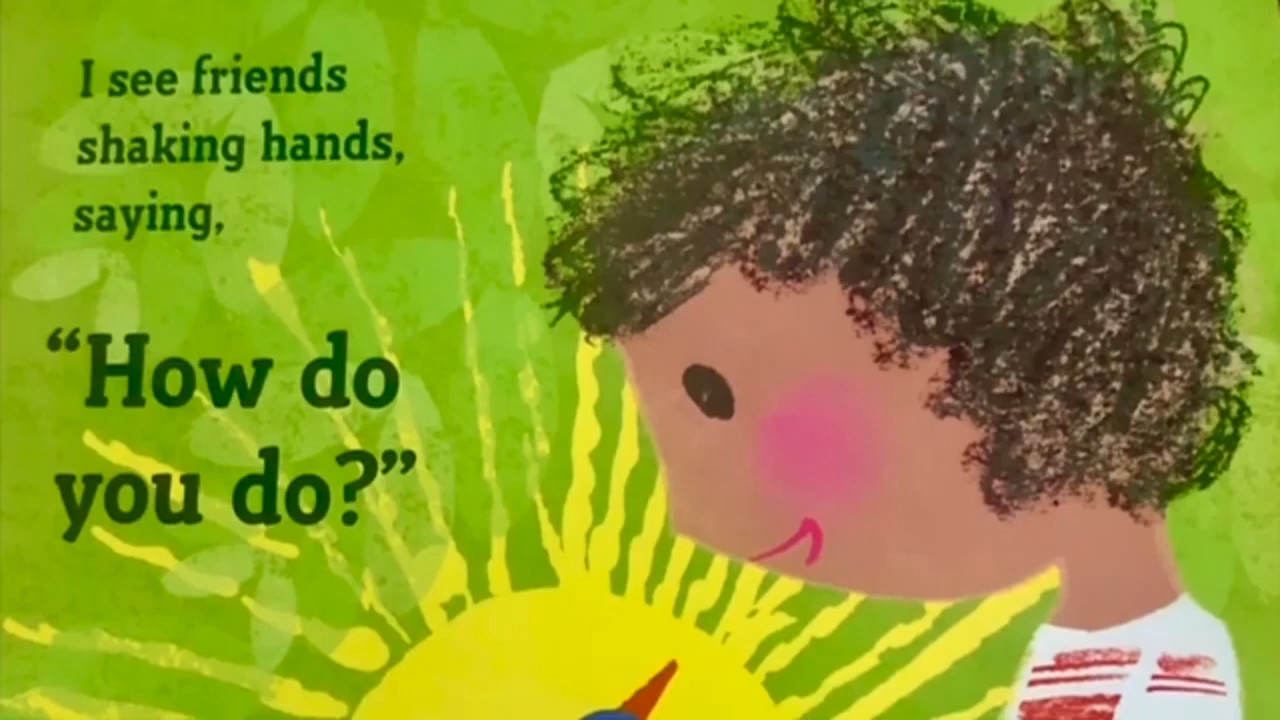 I see friends
shaking hands,
saying,
“How do
you do?”